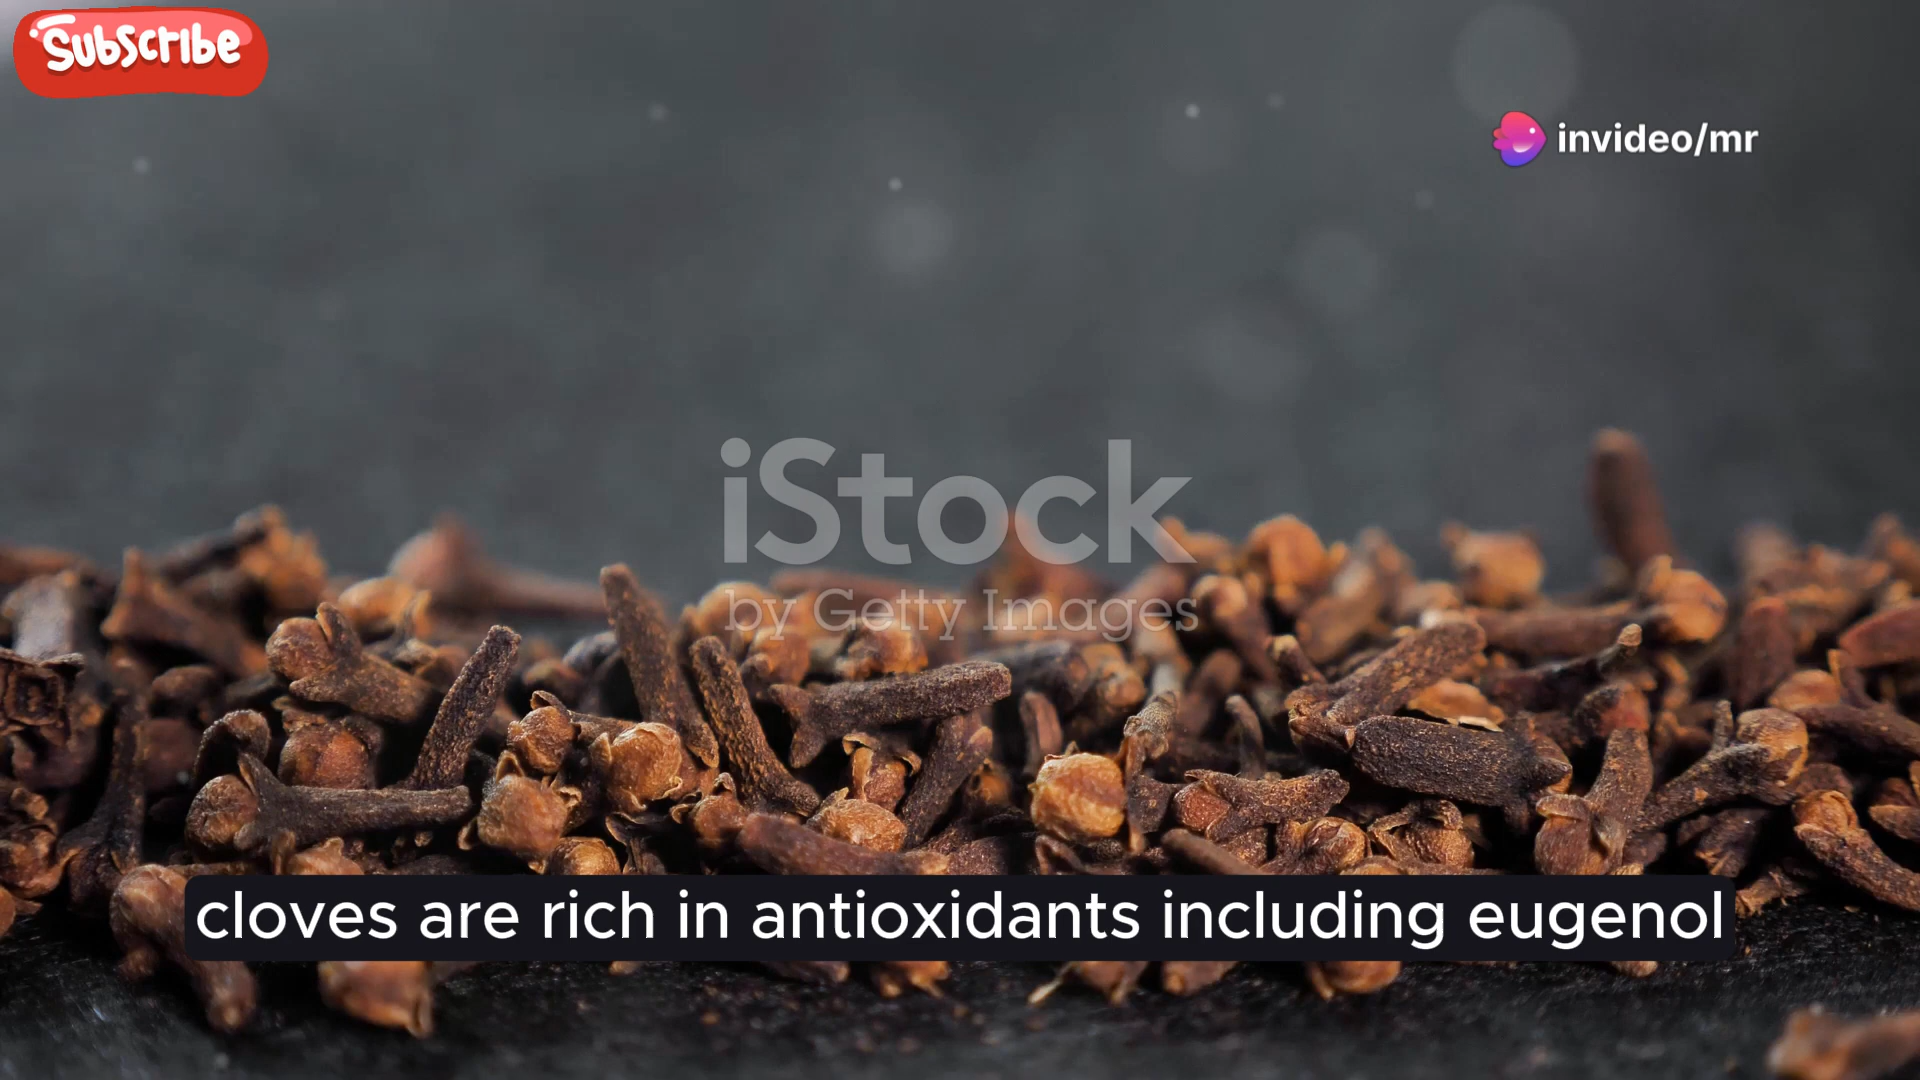 Subscribe
invideo/mr
iStock
by Getty Images
cloves are rich in antioxidants including eugenol